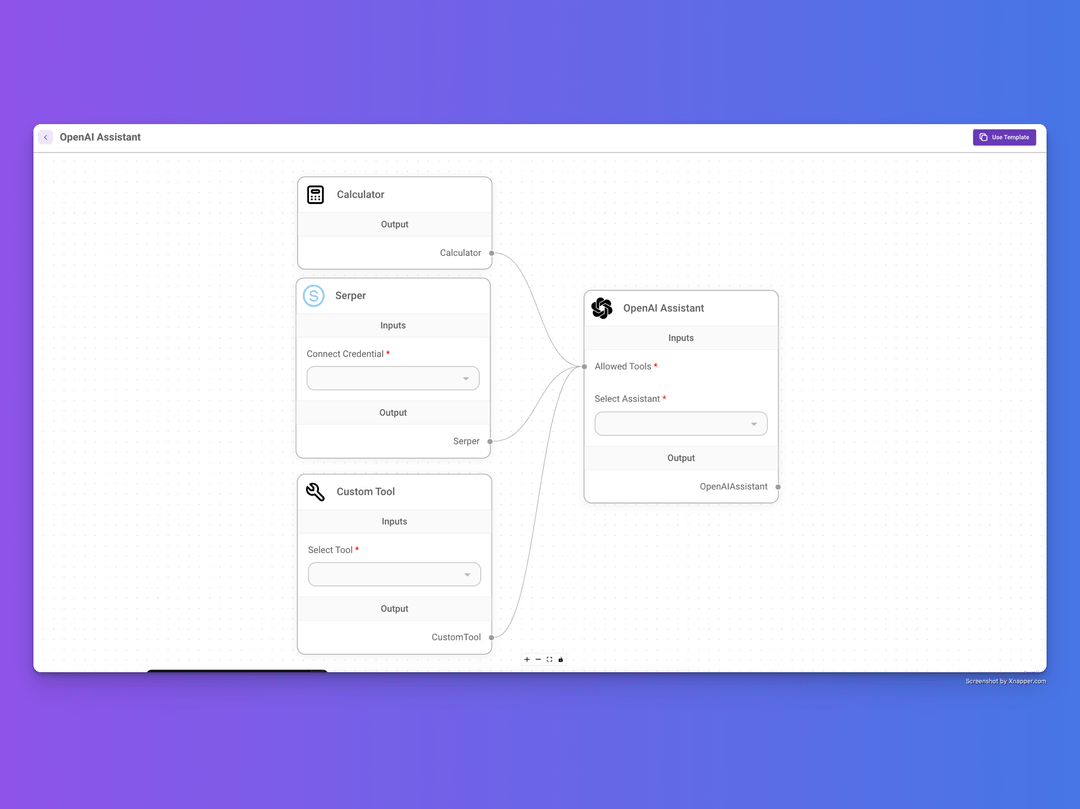 OpenAI Assistant
Use Template
Calculator
Output
Calculator
Serper
Inputs
Connect Credential *
Output
Serper
Custom Tool
Inputs
Select Tool *
Output
CustomTool
OpenAI Assistant
Inputs
Allowed Tools *
Select Assistant *
Output
OpenAIAssistant
Screenshot by Xnapper.com